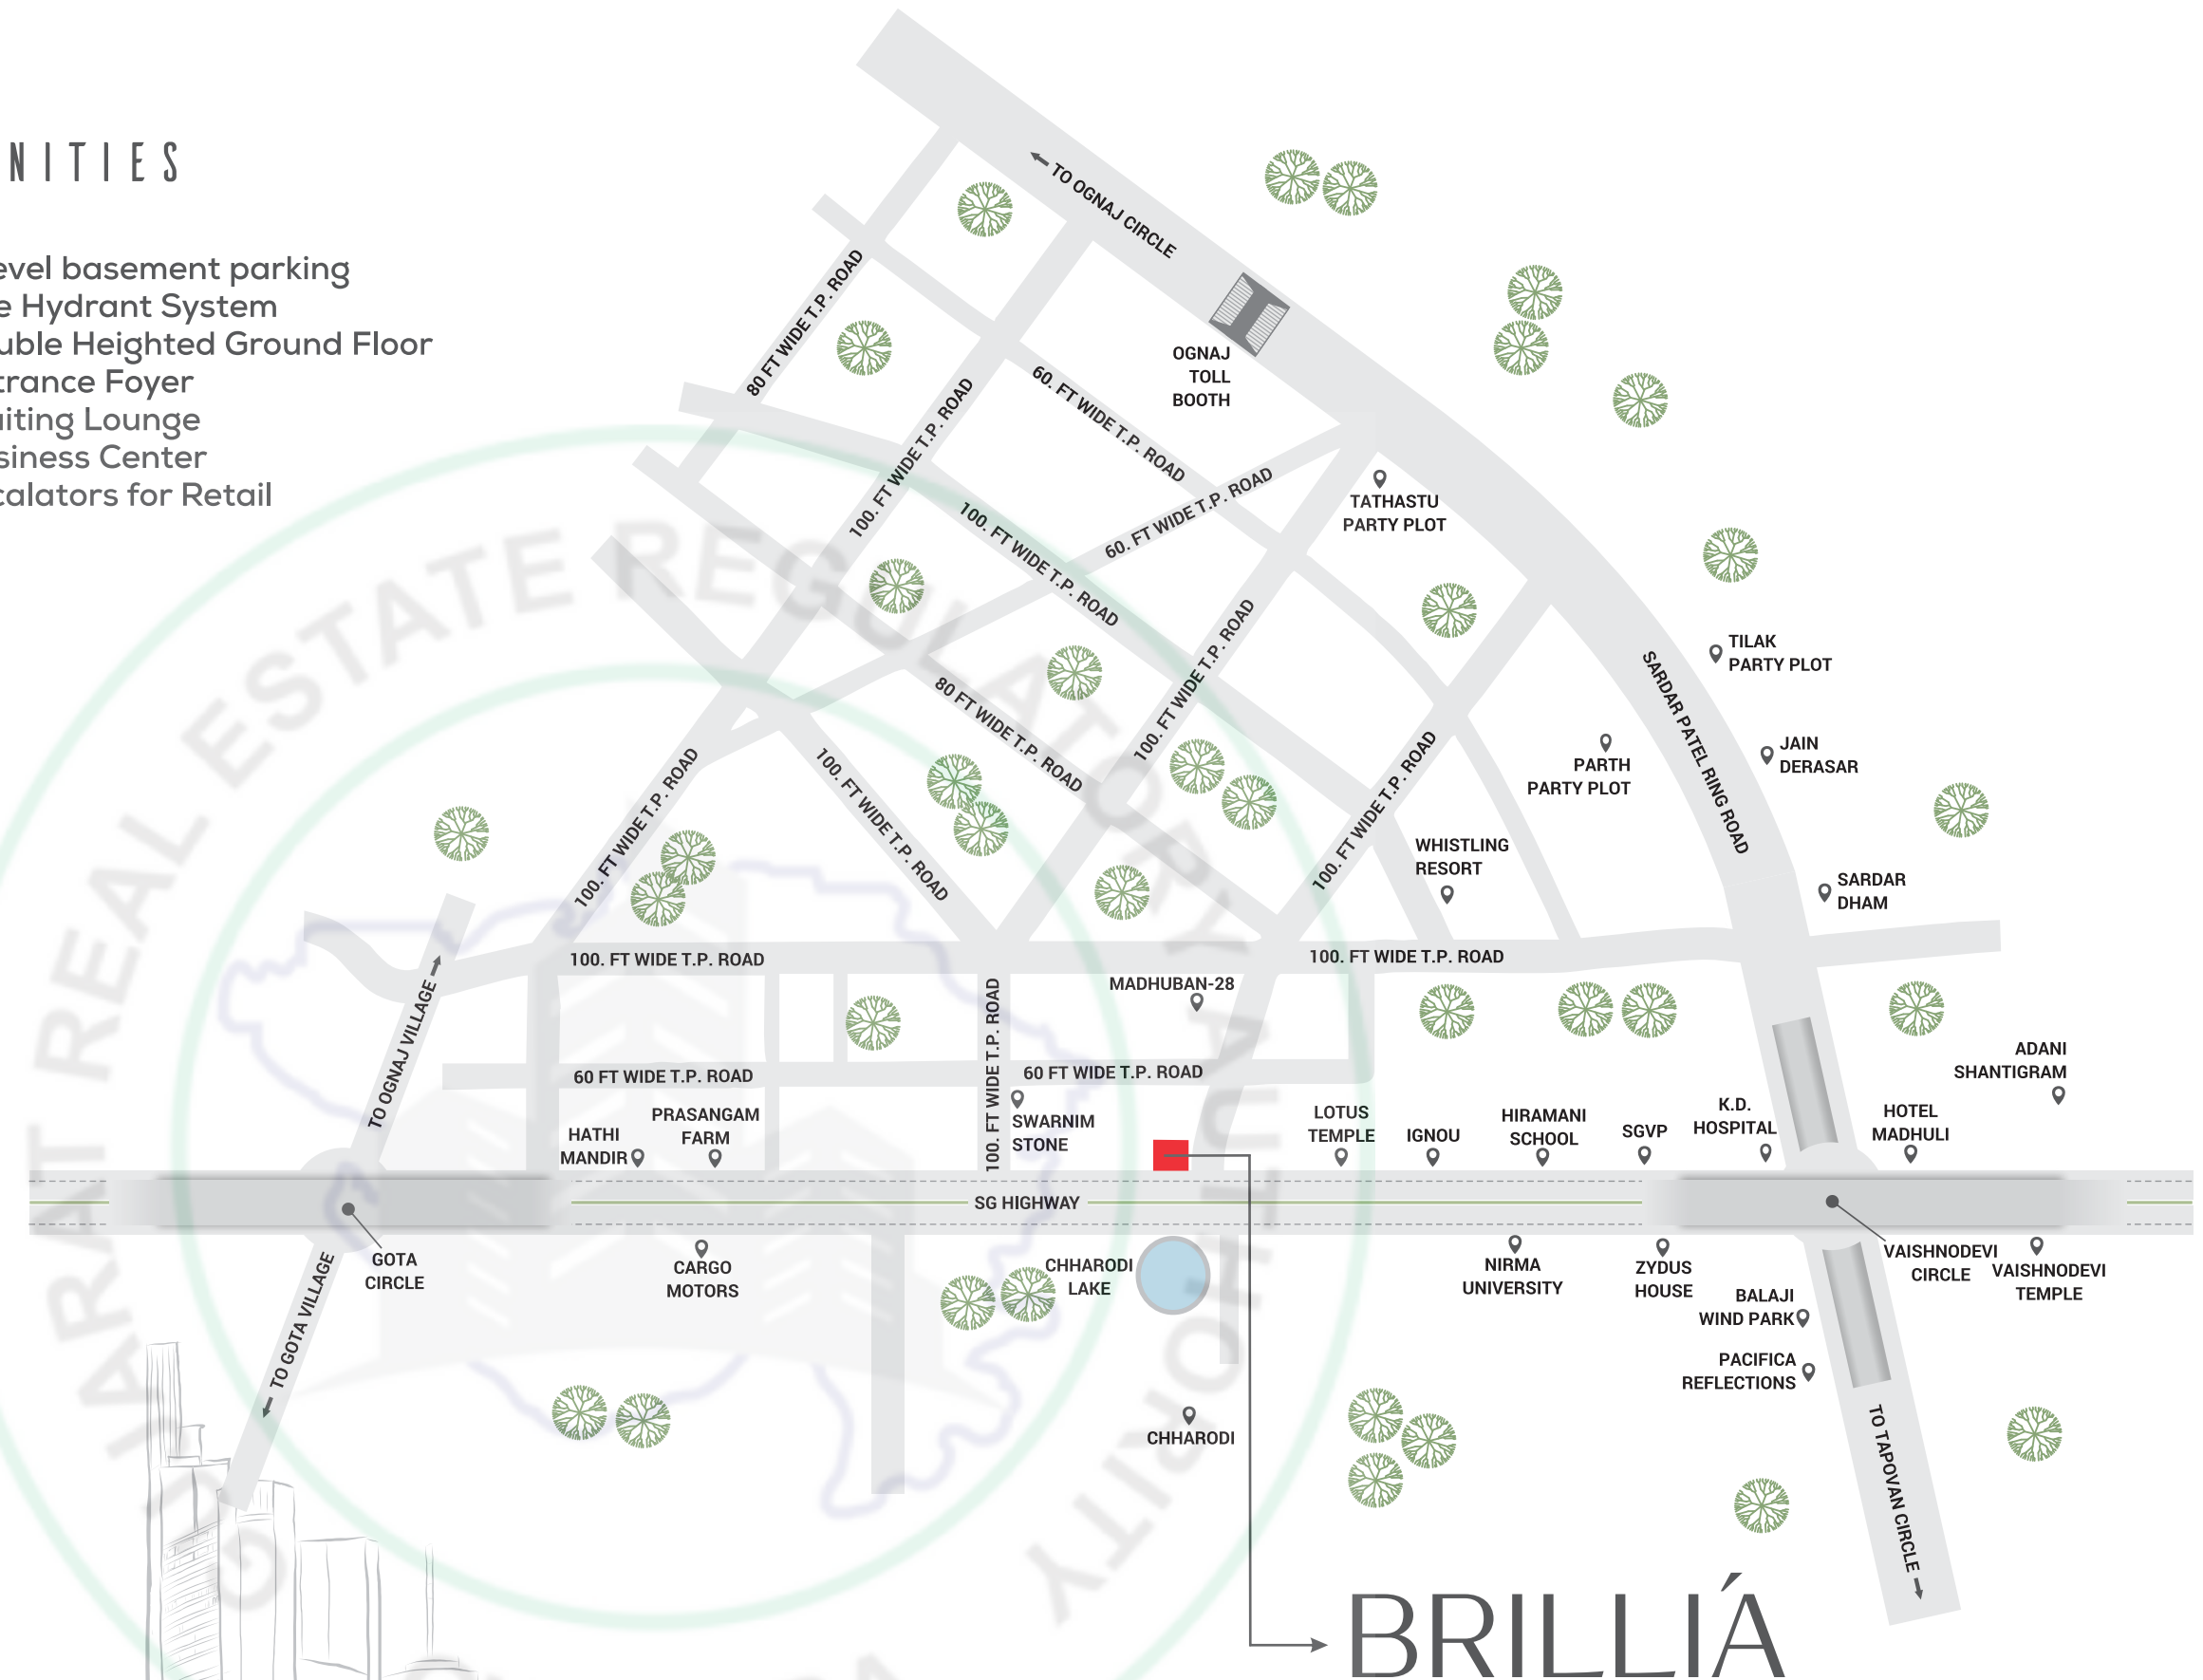 NITIES
evel basement parking
e Hydrant System
uble Heighted Ground Floor
trance Foyer
iting Lounge
siness Center
calators for Retail
TO OGNAJ CIRCLE
80 FT WIDE T.P. ROAD
OGNAJ
TOLL
BOOTH
60. FT WIDE T.P. ROAD
100. FT WIDE T.P. ROAD
60. FT WIDE T.P. ROAD
TATHASTU
PARTY PLOT
100. FT WIDE T.P. ROAD
100. FT WIDE T.P. ROAD
TILAK
PARTY PLOT
SARDAR PATEL RING ROAD
80 FT WIDE T.P. ROAD
JAIN
DERASAR
PARTH
PARTY PLOT
100. FT WIDE T.P. ROAD
100. FT WIDE T.P. ROAD
100. FT WIDE T.P. ROAD
WHISTLING
RESORT
SARDAR
DHAM
100. FT WIDE T.P. ROAD
100. FT WIDE T.P. ROAD
MADHUBAN-28
TO OGNAJ VILLAGE
100. FT WIDE T.P. ROAD
60 FT WIDE T.P. ROAD
60 FT WIDE T.P. ROAD
ADANI
SHANTIGRAM
HATHI
MANDIR
PRASANGAM
FARM
SWARNIM
STONE
LOTUS
TEMPLE
IGNOU
HIRAMANI
SCHOOL
SGVP
K.D.
HOSPITAL
HOTEL
MADHULI
SG HIGHWAY
GOTA
CIRCLE
CARGO
MOTORS
CHHARODI
LAKE
NIRMA
UNIVERSITY
ZYDUS
HOUSE
VAISHNODEVI
CIRCLE
VAISHNODEVI
TEMPLE
BALAJI
WIND PARK
PACIFICA
REFLECTIONS
TO GOTA VILLAGE
CHHARODI
TO TAPOVAN CIRCLE
BRILLIÁ
GUJARAT REAL ESTATE REGULATORY AUTHORITY